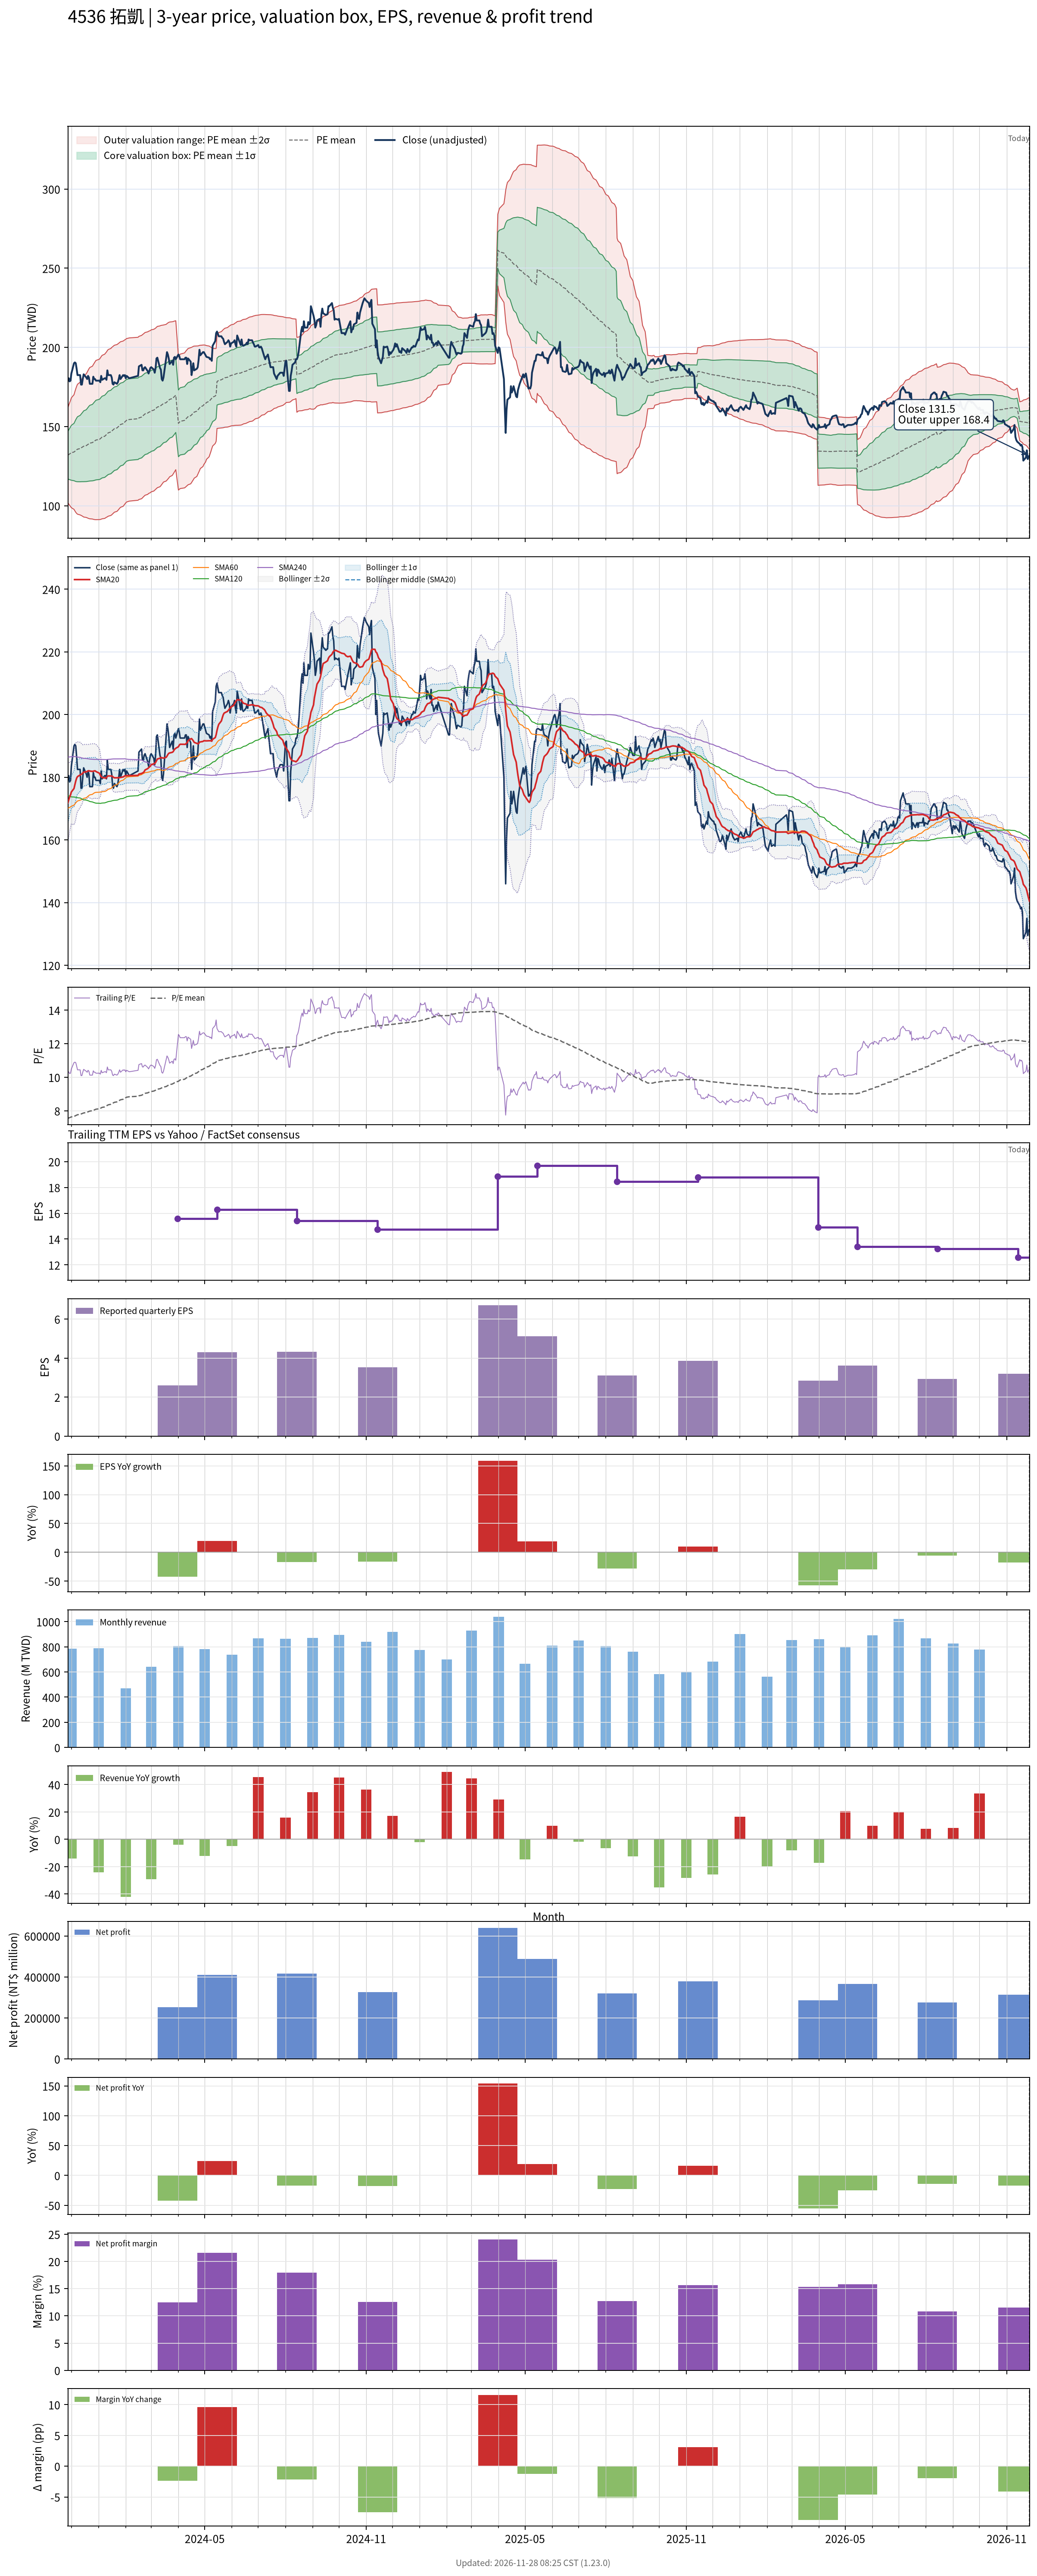 4536 拓凱 | 3-year price, valuation box, EPS, revenue & profit trend
Outer valuation range: PE mean ±2σ
PE mean
Close (unadjusted)
Core valuation box: PE mean ±1σ
Today
300
250
200
150
100
Price (TWD)
Close 131.5
Outer upper 168.4
Close (same as panel 1)
SMA60
SMA240
Bollinger ±1σ
SMA20
SMA120
Bollinger ±2σ
Bollinger middle (SMA20)
240
220
200
180
160
140
120
Price
Trailing P/E
P/E mean
14
12
10
8
P/E
Trailing TTM EPS vs Yahoo / FactSet consensus
Today
20
18
16
14
12
EPS
Reported quarterly EPS
6
4
2
0
EPS
EPS YoY growth
150
100
50
0
-50
YoY (%)
Monthly revenue
1000
800
600
400
200
0
Revenue (M TWD)
Revenue YoY growth
40
20
0
-20
-40
YoY (%)
Month
Net profit
600000
400000
200000
0
Net profit (NT$ million)
Net profit YoY
150
100
50
0
-50
YoY (%)
Net profit margin
25
20
15
10
5
0
Margin (%)
Margin YoY change
10
5
0
-5
Δ margin (pp)
2024-05
2024-11
2025-05
2025-11
2026-05
2026-11
Updated: 2026-11-28 08:25 CST (1.23.0)